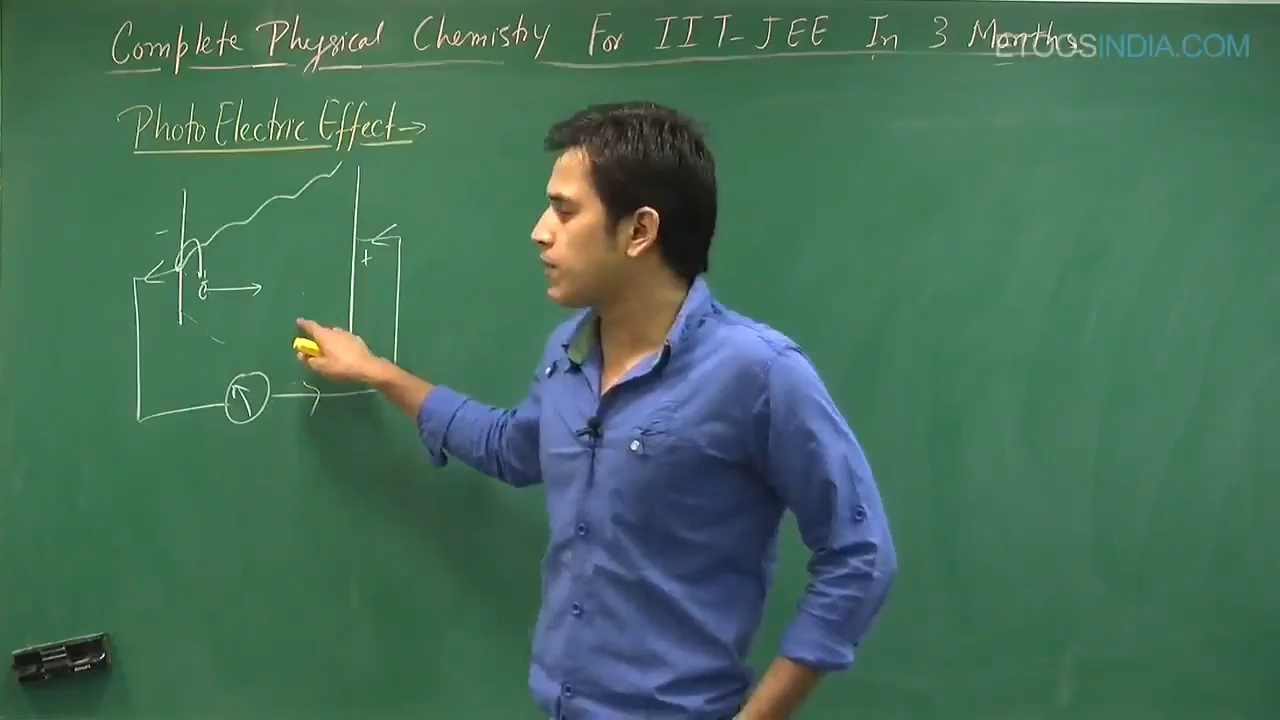 Complete Physical Chemistry For IIT-JEE In 3 Months
ETOOSINDIA.COM
Photo Electric Effect→
-
+
e